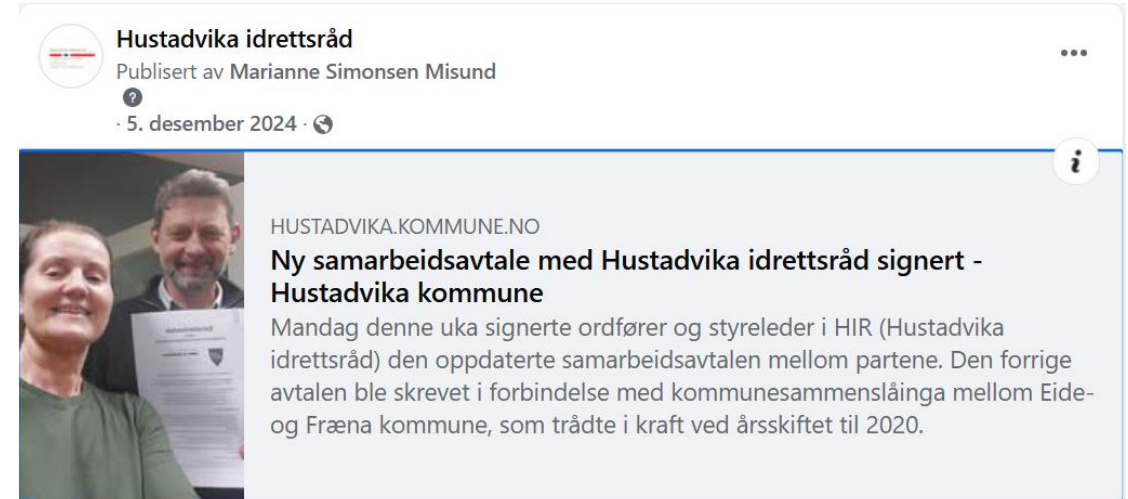 Hustadvika idrettsråd
Publisert av Marianne Simonsen Misund
?
· 5. desember 2024 ·
i
HUSTADVIKA.KOMMUNE.NO
Ny samarbeidsavtale med Hustadvika idrettsråd signert -
Hustadvika kommune
Mandag denne uka signerte ordfører og styreleder i HIR (Hustadvika
idrettsråd) den oppdaterte samarbeidsavtalen mellom partene. Den forrige
avtalen ble skrevet i forbindelse med kommunesammenslåinga mellom Eide-
og Fræna kommune, som trådte i kraft ved årsskiftet til 2020.